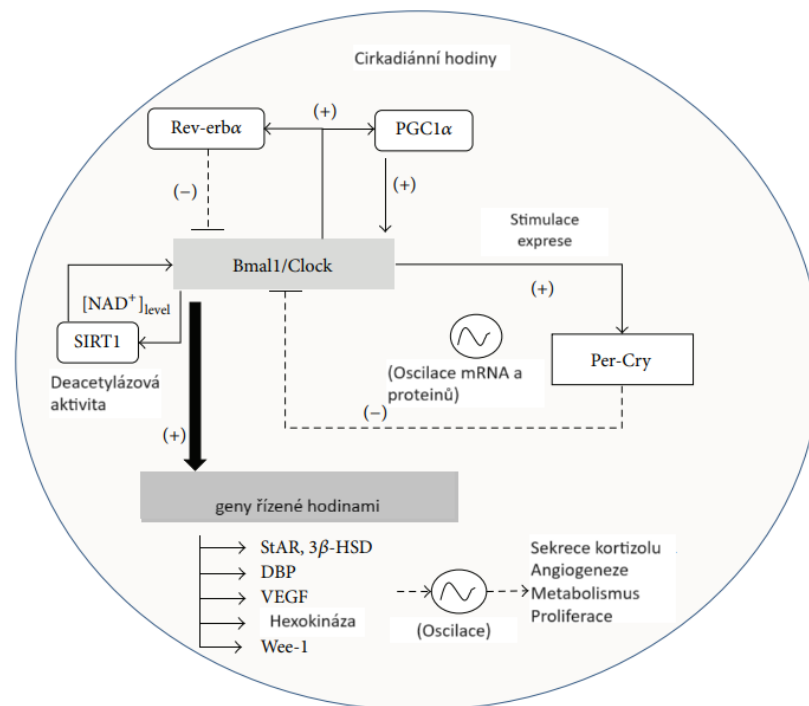 Cirkadiánní hodiny
(+)
Rev-erbα
PGC1α
(−)
(+)
Stimulace
exprese
Bmal1/Clock
(+)
[NAD⁺]level
SIRT1
Per-Cry
(Oscilace mRNA a
proteinů)
Deacetylázová
aktivita
(−)
(+)
geny řízené hodinami
StAR, 3β-HSD
DBP
VEGF
Hexokináza
Wee-1
(Oscilace)
Sekrece kortizolu
Angiogeneze
Metabolismus
Proliferace